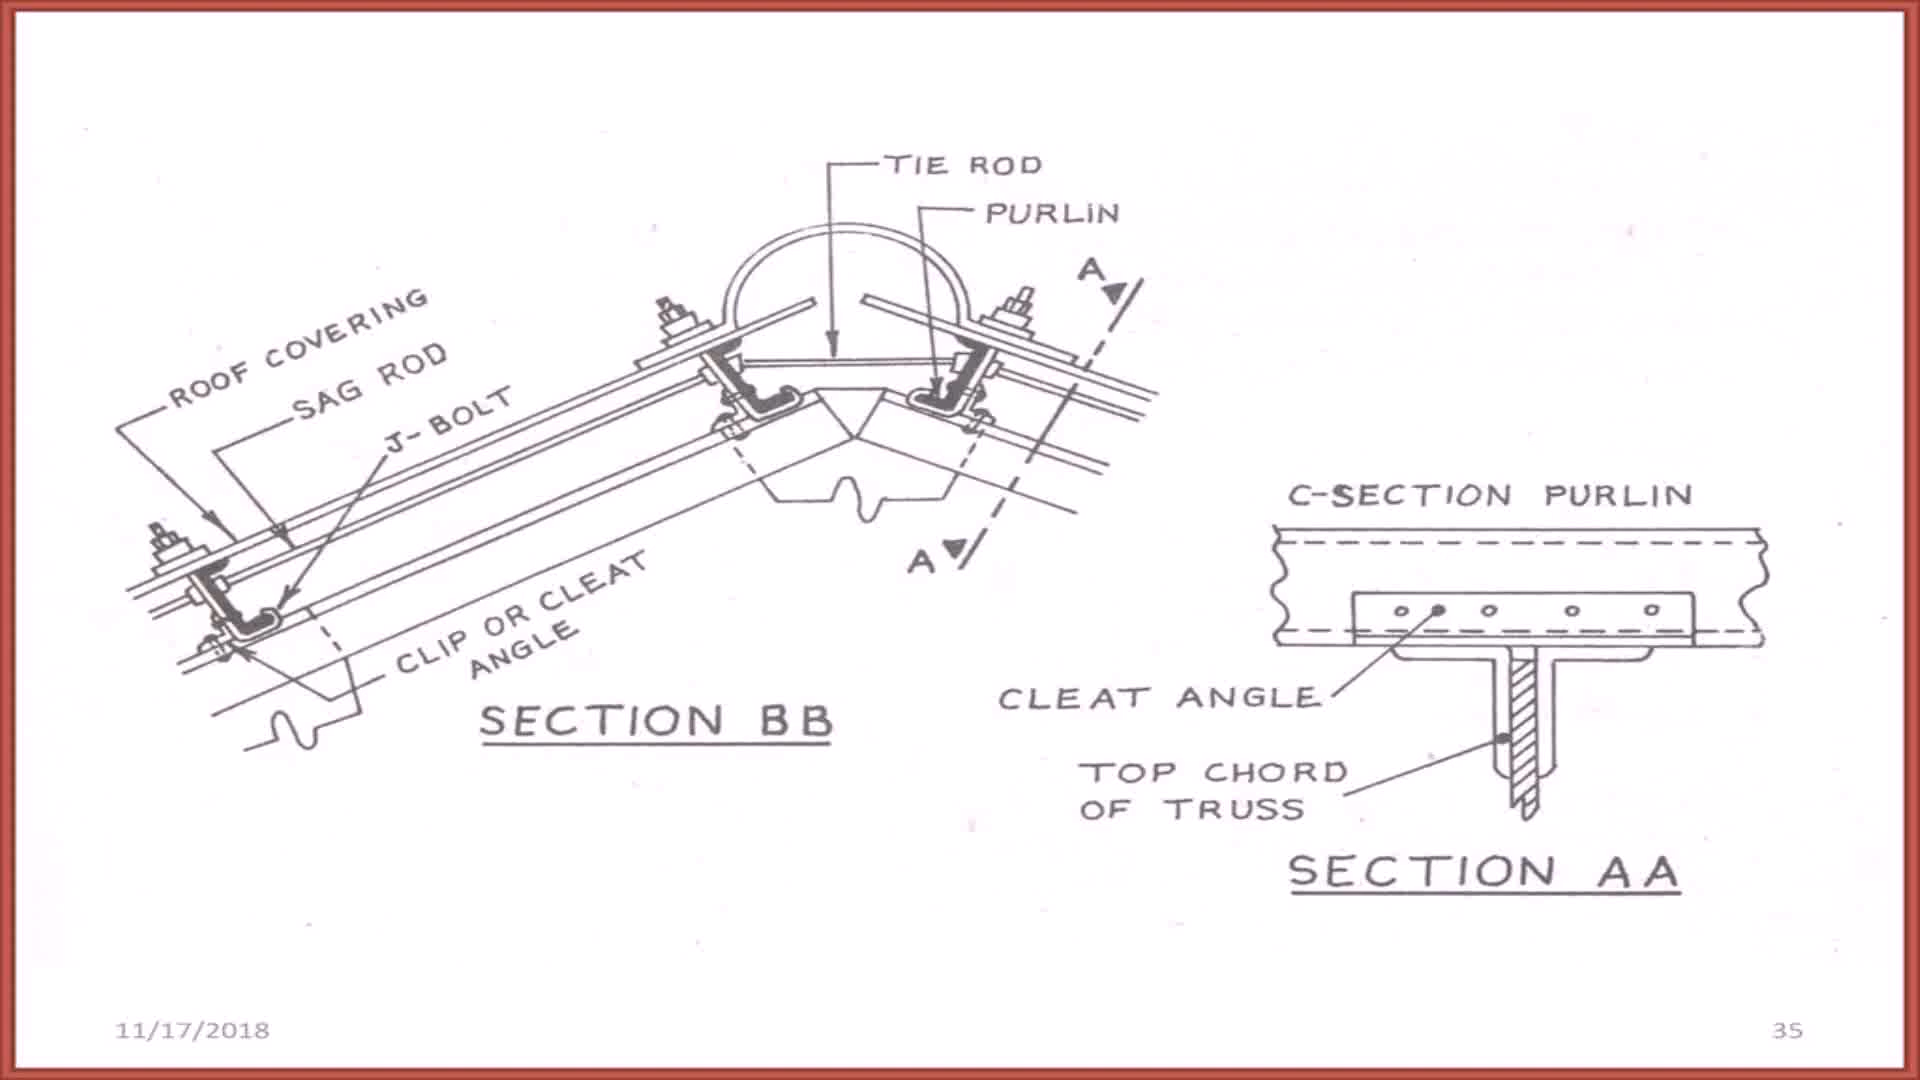 TIE ROD
PURLIN
A
ROOF COVERING
SAG ROD
J-BOLT
A
CLIP OR CLEAT
ANGLE
SECTION BB
C-SECTION PURLIN
CLEAT ANGLE
TOP CHORD
OF TRUSS
SECTION AA
11/17/2018
35